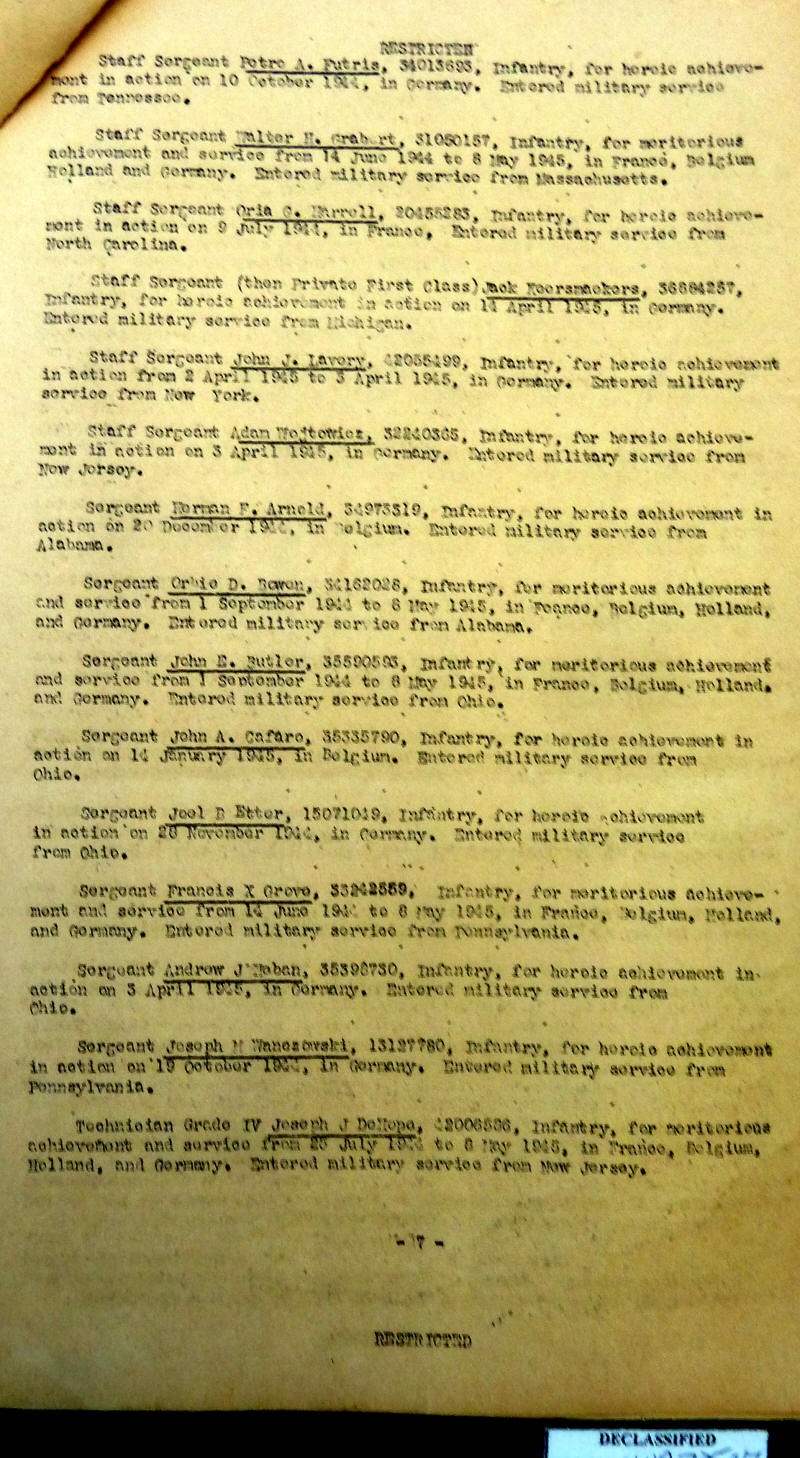 RESTRICTED
Staff Sergeant Petro A. Putris, 34013693, Infantry, for heroic achieve-
ment in action on 10 October 1944, in Germany. Entered military service
from Tennessee.
Staff Sergeant Walter 31050157, Infantry, for meritorious
achievement and service from 14 June 1944 to 8 May 1945, in France, Belgium
Holland and Germany. Entered military service from Massachusetts.
Staff Sergeant Oria 20455283, Infantry, for heroic achieve-
ment in action on 9 July 1944, in France, Entered military service from
North Carolina.
Staff Sergeant (then Private First Class) Jack 36884257,
Infantry, for heroic achievement in action on 14 April 1945, in Germany.
Entered military service from Michigan.
Staff Sergeant John J. Lavery, Infantry, for heroic achievement
in action from 2 April 1945 to 3 April 1945, in Germany. Entered military
service from New York.
Staff Sergeant Adam Wojtowicz, 32240365, Infantry, for heroic achieve-
ment in action on 3 April 1945, in Germany. Entered military service from
New Jersey.
Sergeant Herman F. Arnold, 34973319, Infantry, for heroic achievement in
action on December 1944, in Belgium. Entered military service from
Alabama.
Sergeant D. 34162026, Infantry, for meritorious achievement
and service from 1 September 1944 to 8 May 1945, in France, Belgium, Holland,
and Germany. Entered military service from Alabama.
Sergeant John E. Butler, 35590593, Infantry, for meritorious achievement
and service from 1 September 1944 to 8 May 1945, in France, Belgium, Holland.
and Germany. Entered military service from Ohio.
Sergeant John A. Cafaro, 35335790, Infantry, for heroic achievement in
action on 14 January 1945, in Belgium. Entered military service from
Ohio.
Sergeant Joel Etter, 15071049, Infantry, for heroic achievement
in action on November 1944, in Germany. Entered military service
from Ohio.
Sergeant Francis X Grove, 33242559, Infantry, for meritorious achieve-
ment and service from 14 June 1944 to 8 May 1945, in France, Belgium, Holland,
and Germany. Entered military service from Pennsylvania.
Sergeant Andrew J Hoban, 35390730, Infantry, for heroic achievement in
action on 3 April 1945, in Germany. Entered military service from
Ohio.
Sergeant Joseph 13127780, Infantry, for heroic achievement
in action on 19 October 1944, in Germany. Entered military service from
Pennsylvania.
Technician Grade IV Joseph J 42006536, Infantry, for meritorious
achievement and service from July 1944 to 8 May 1945, in France, Belgium,
Holland, and Germany. Entered military service from New Jersey.
- 7 -
RESTRICTED
DECLASSIFIED